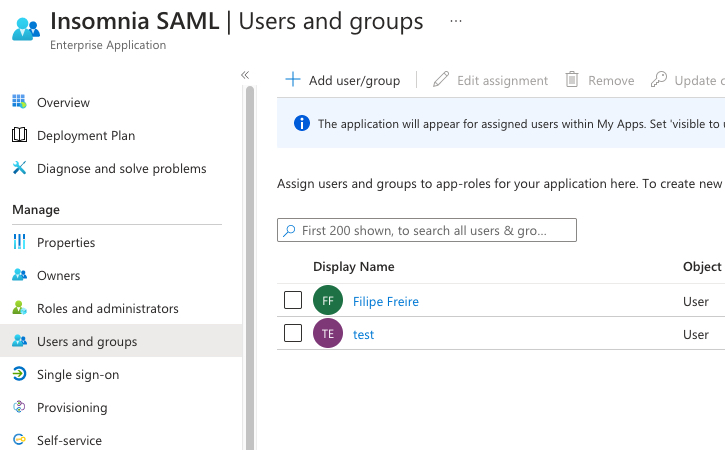 Insomnia SAML | Users and groups ...
Enterprise Application
Overview
Deployment Plan
Diagnose and solve problems
Manage
Properties
Owners
Roles and administrators
Users and groups
Single sign-on
Provisioning
Self-service
Add user/group
Edit assignment
Remove
Update c
The application will appear for assigned users within My Apps. Set 'visible to u
Assign users and groups to app-roles for your application here. To create new
First 200 shown, to search all users & gro...
Display Name Object
FF Filipe Freire User
TE test User